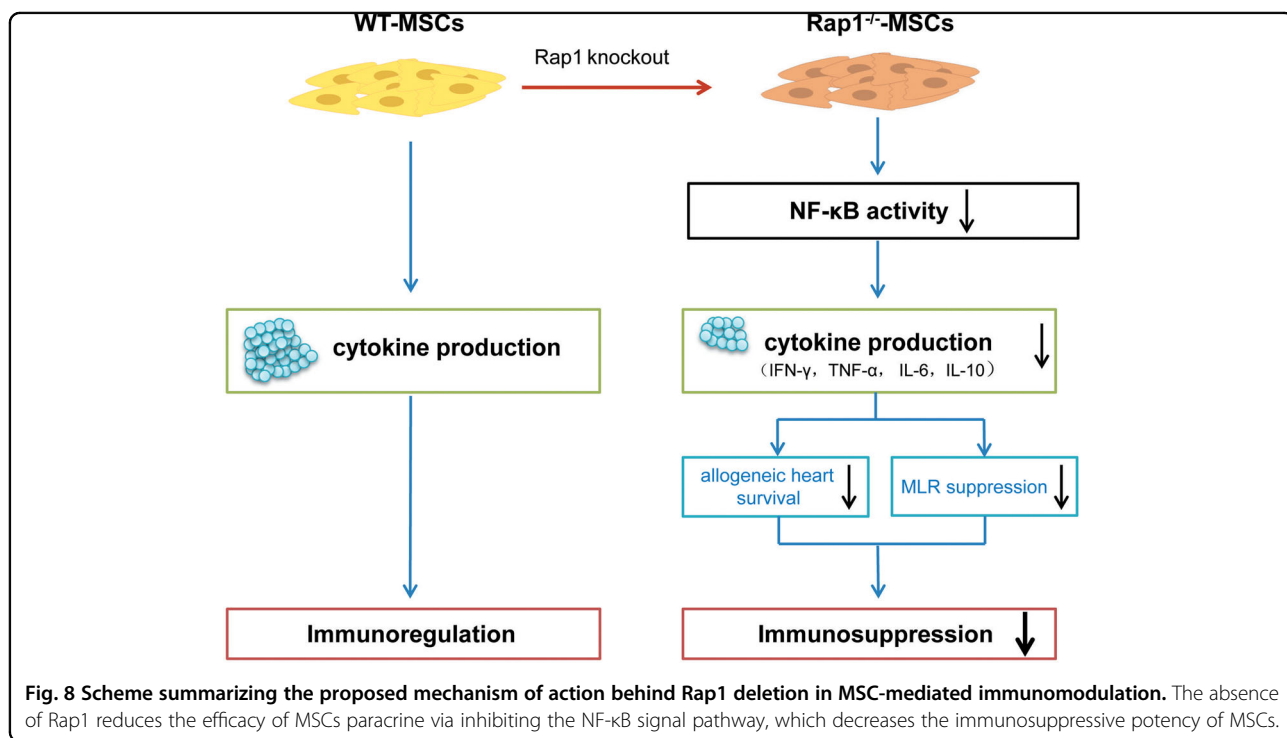 WT-MSCs
Rap1-/--MSCs
Rap1 knockout
NF-κB activity ↓
cytokine production
cytokine production ↓
(IFN-γ, TNF-α, IL-6, IL-10)
allogeneic heart
survival ↓
MLR suppression ↓
Immunoregulation
Immunosuppression ↓
Fig. 8 Scheme summarizing the proposed mechanism of action behind Rap1 deletion in MSC-mediated immunomodulation. The absence
of Rap1 reduces the efficacy of MSCs paracrine via inhibiting the NF-κB signal pathway, which decreases the immunosuppressive potency of MSCs.